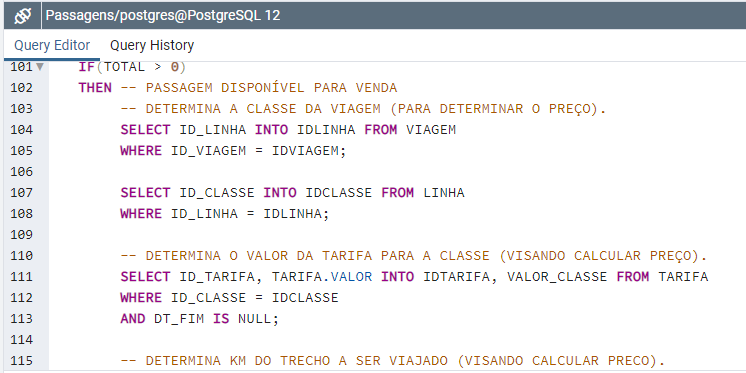 Passagens/postgres@PostgreSQL 12
Query Editor Query History
101 IF(TOTAL > 0)
102 THEN -- PASSAGEM DISPONÍVEL PARA VENDA
103 -- DETERMINA A CLASSE DA VIAGEM (PARA DETERMINAR O PREÇO).
104 SELECT ID_LINHA INTO IDLINHA FROM VIAGEM
105 WHERE ID_VIAGEM = IDVIAGEM;
106
107 SELECT ID_CLASSE INTO IDCLASSE FROM LINHA
108 WHERE ID_LINHA = IDLINHA;
109
110 -- DETERMINA O VALOR DA TARIFA PARA A CLASSE (VISANDO CALCULAR PREÇO).
111 SELECT ID_TARIFA, TARIFA.VALOR INTO IDTARIFA, VALOR_CLASSE FROM TARIFA
112 WHERE ID_CLASSE = IDCLASSE
113 AND DT_FIM IS NULL;
114
115 -- DETERMINA KM DO TRECHO A SER VIAJADO (VISANDO CALCULAR PRECO).